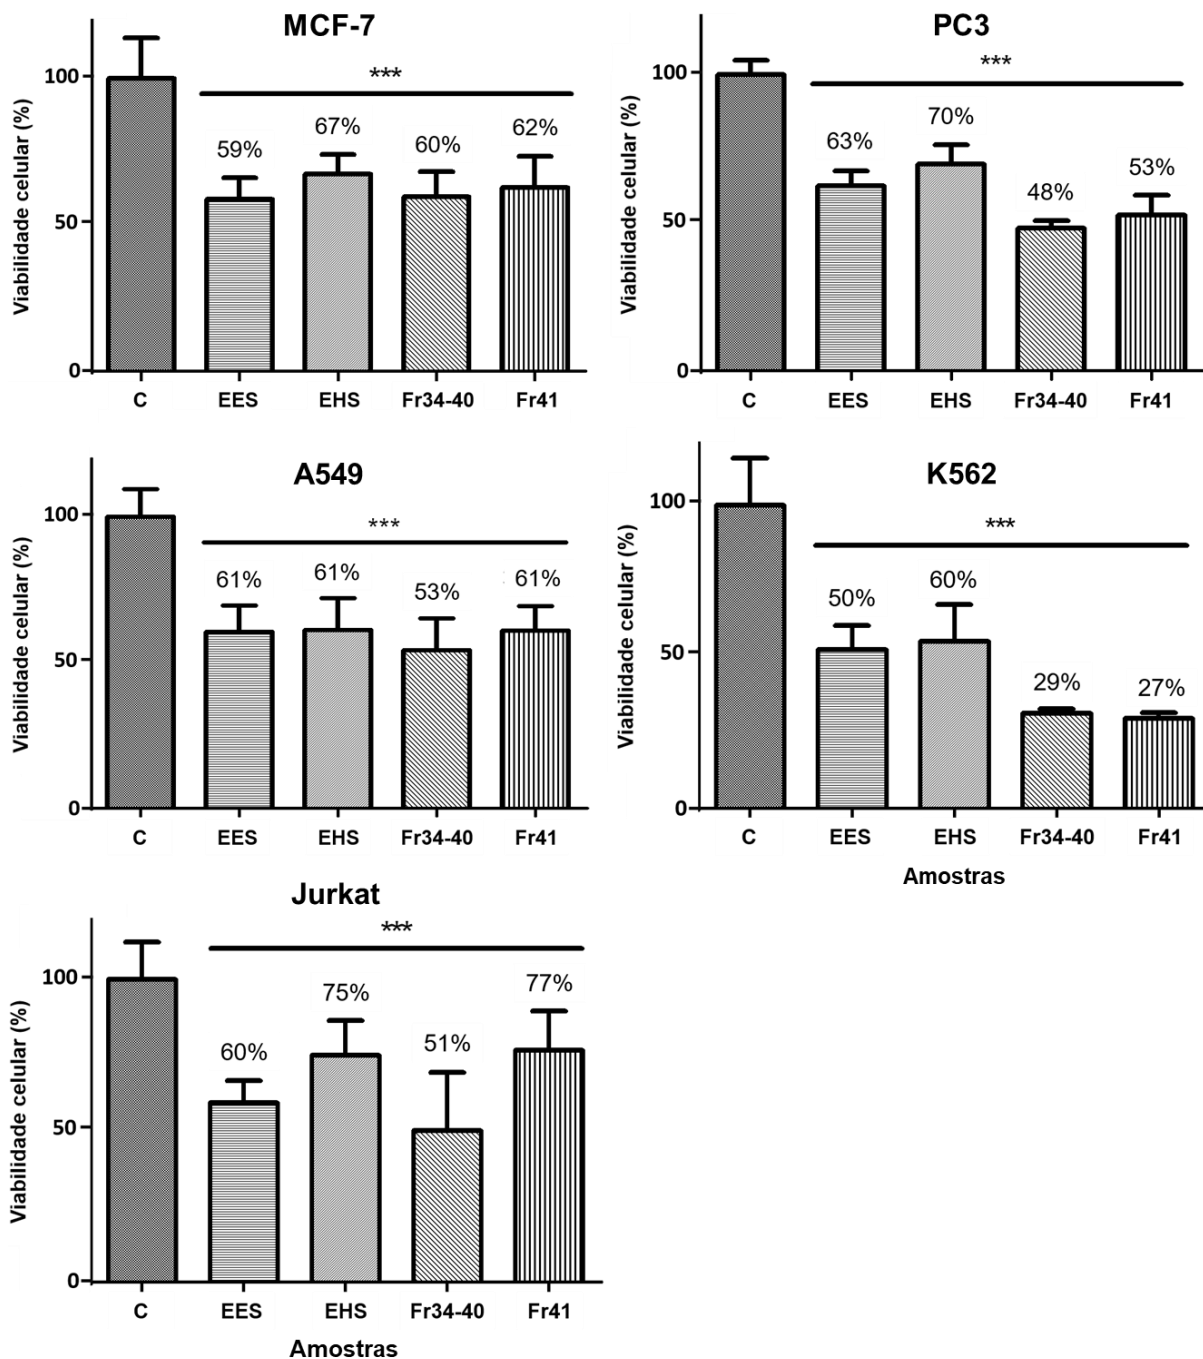 MCF-7
Viabilidade celular (%)
100
50
0
***
59%
67%
60%
62%
C EES EHS Fr34-40 Fr41
PC3
Viabilidade celular (%)
100
50
0
***
63%
70%
48%
53%
C EES EHS Fr34-40 Fr41
A549
Viabilidade celular (%)
100
50
0
***
61%
61%
53%
61%
C EES EHS Fr34-40 Fr41
K562
Viabilidade celular (%)
100
50
0
***
50%
60%
29%
27%
C EES EHS Fr34-40 Fr41
Amostras
Jurkat
Viabilidade celular (%)
100
50
0
***
60%
75%
51%
77%
C EES EHS Fr34-40 Fr41
Amostras